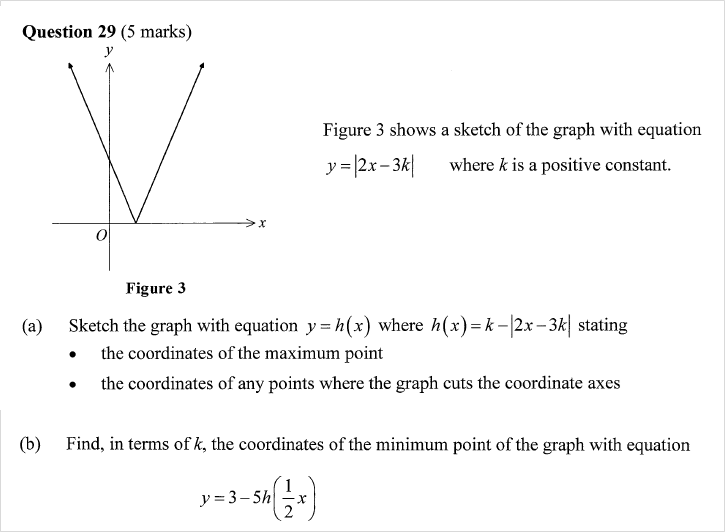 Question 29 (5 marks)
y
Figure 3 shows a sketch of the graph with equation
y = |2x – 3k| where k is a positive constant.
x
O
Figure 3
(a) Sketch the graph with equation y = h(x) where h(x) = k – |2x – 3k| stating
• the coordinates of the maximum point
• the coordinates of any points where the graph cuts the coordinate axes
(b) Find, in terms of k, the coordinates of the minimum point of the graph with equation
y = 3 – 5h(1/2 x)